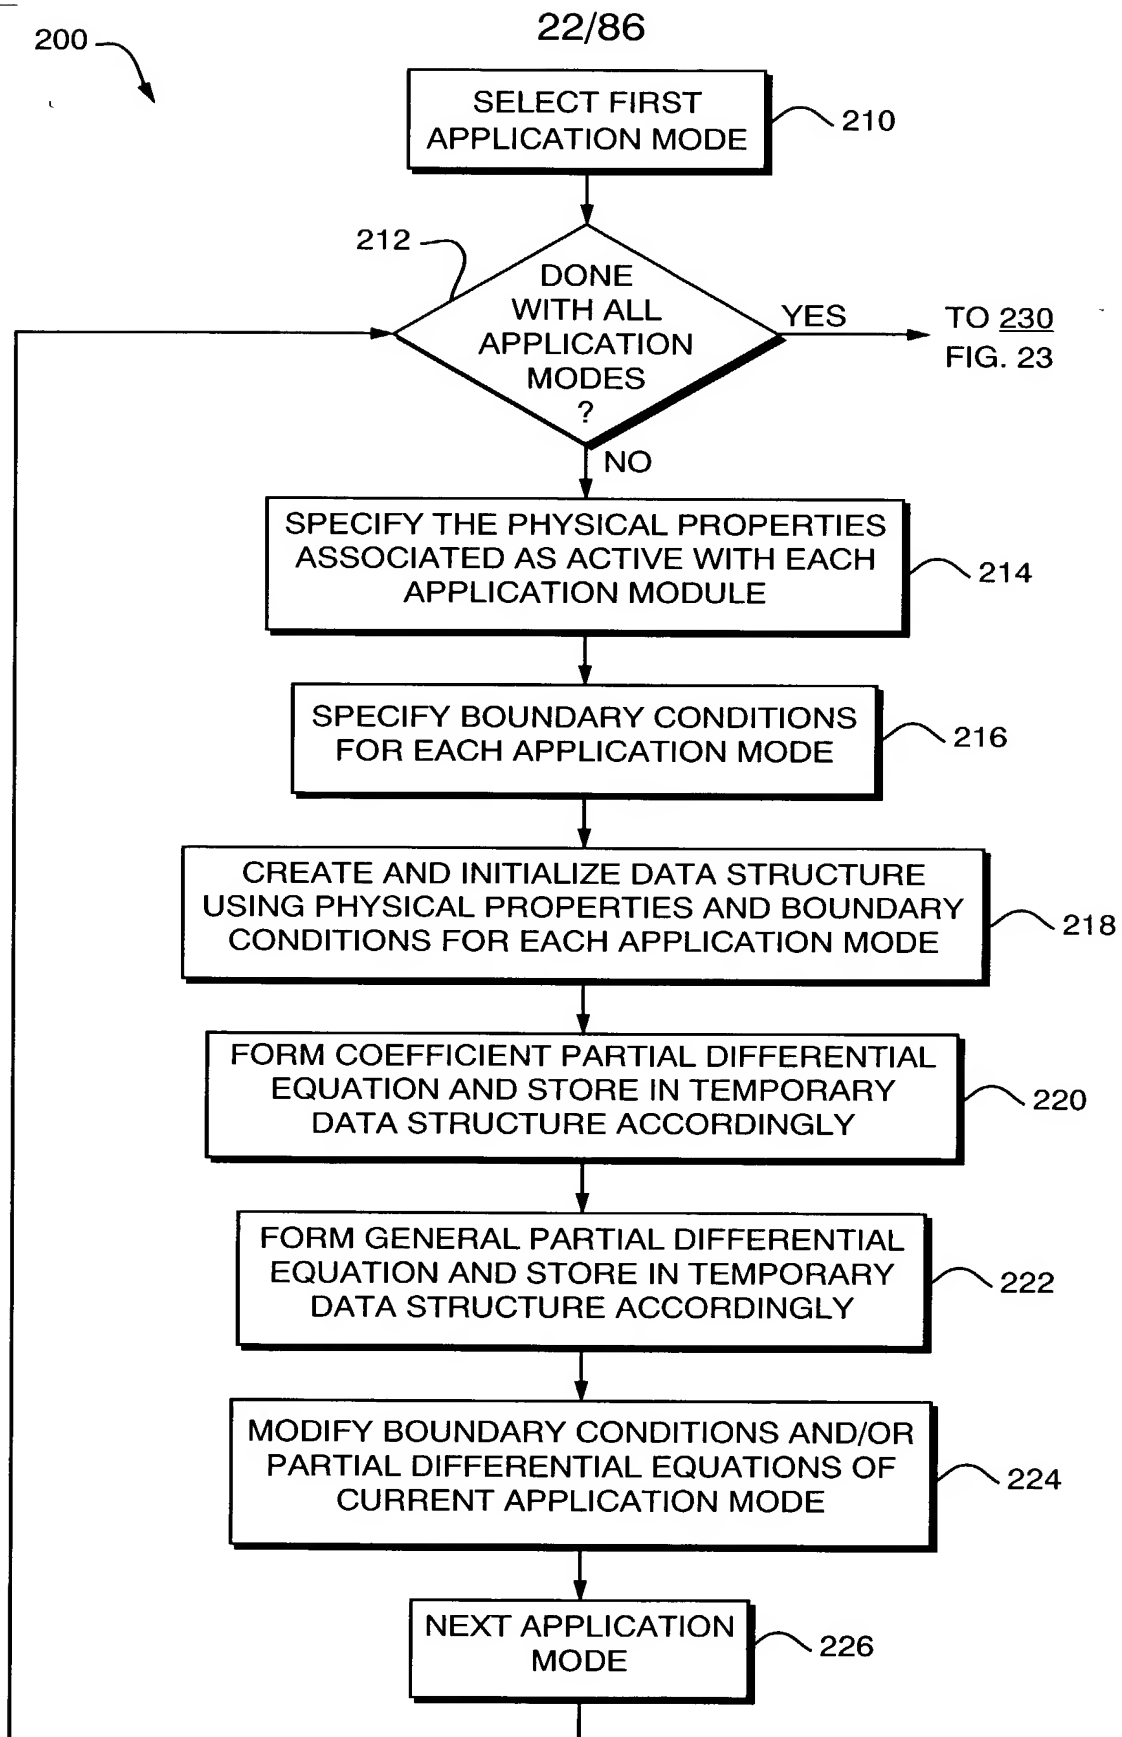 22/86
200
SELECT FIRST
APPLICATION MODE
210
212
DONE
WITH ALL
APPLICATION
MODES
?
YES
TO 230
FIG. 23
NO
SPECIFY THE PHYSICAL PROPERTIES
ASSOCIATED AS ACTIVE WITH EACH
APPLICATION MODULE
214
SPECIFY BOUNDARY CONDITIONS
FOR EACH APPLICATION MODE
216
CREATE AND INITIALIZE DATA STRUCTURE
USING PHYSICAL PROPERTIES AND BOUNDARY
CONDITIONS FOR EACH APPLICATION MODE
218
FORM COEFFICIENT PARTIAL DIFFERENTIAL
EQUATION AND STORE IN TEMPORARY
DATA STRUCTURE ACCORDINGLY
220
FORM GENERAL PARTIAL DIFFERENTIAL
EQUATION AND STORE IN TEMPORARY
DATA STRUCTURE ACCORDINGLY
222
MODIFY BOUNDARY CONDITIONS AND/OR
PARTIAL DIFFERENTIAL EQUATIONS OF
CURRENT APPLICATION MODE
224
NEXT APPLICATION
MODE
226